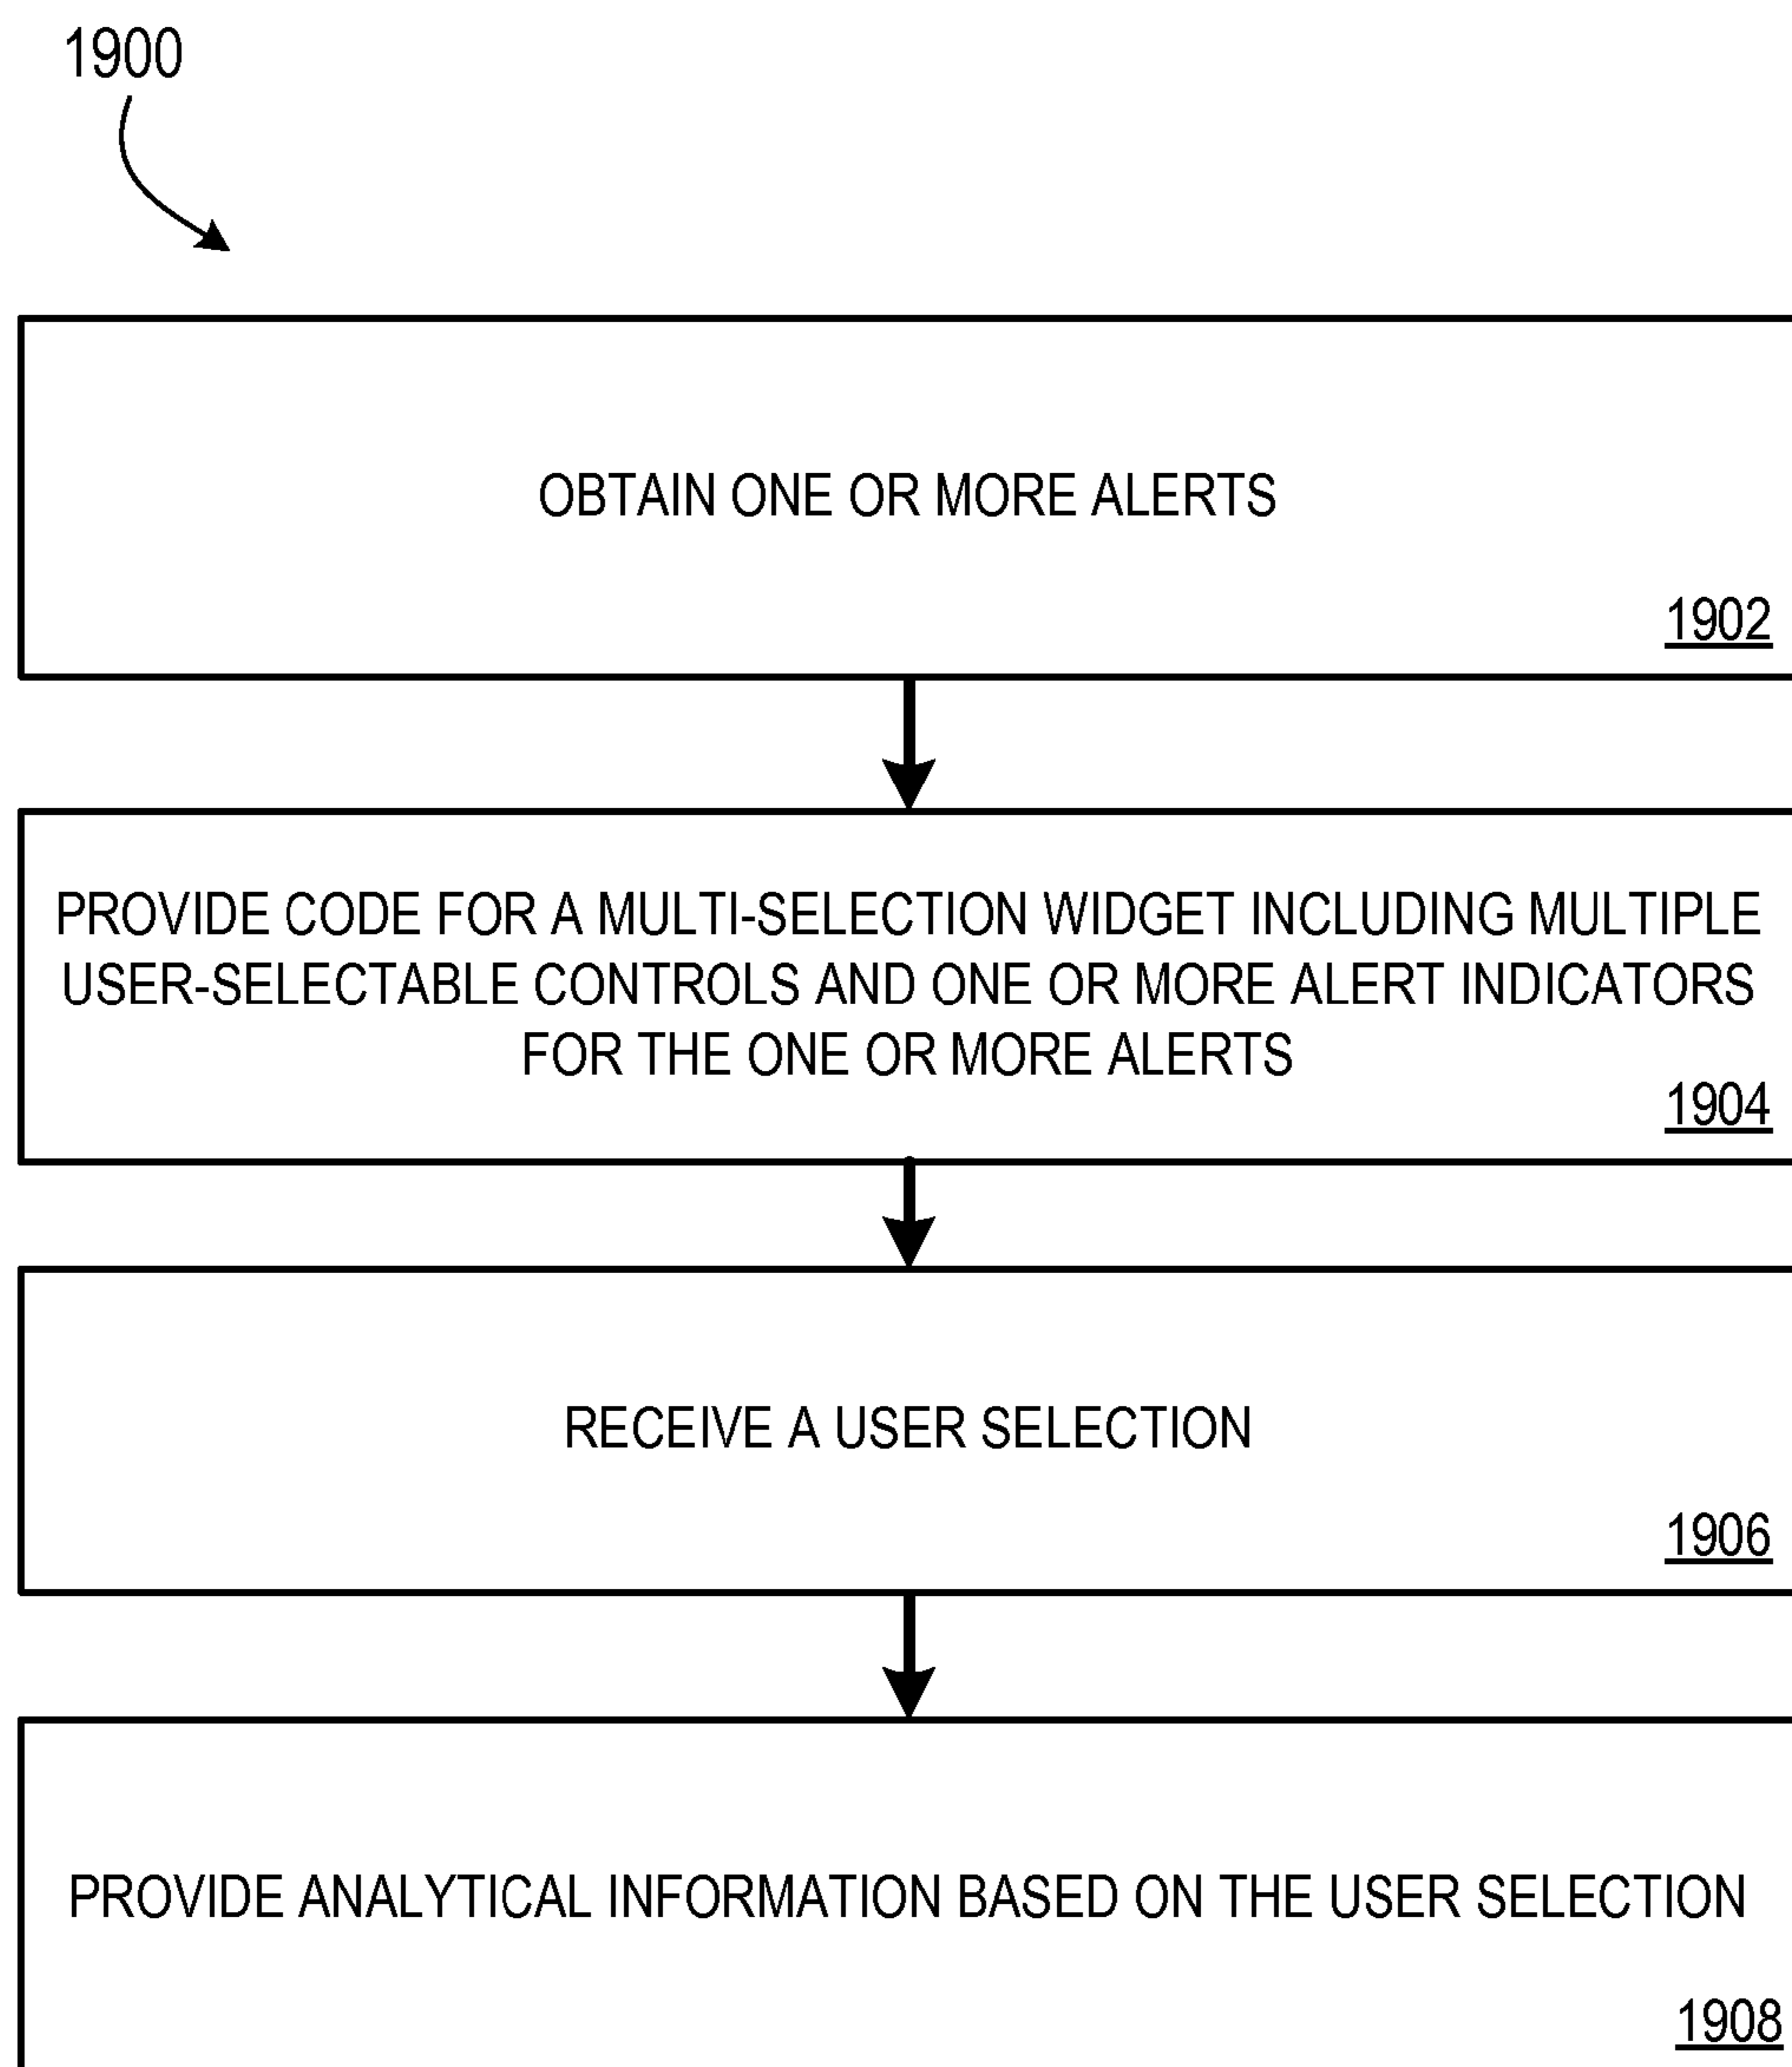 1900
OBTAIN ONE OR MORE ALERTS
1902
PROVIDE CODE FOR A MULTI-SELECTION WIDGET INCLUDING MULTIPLE
USER-SELECTABLE CONTROLS AND ONE OR MORE ALERT INDICATORS
FOR THE ONE OR MORE ALERTS
1904
RECEIVE A USER SELECTION
1906
PROVIDE ANALYTICAL INFORMATION BASED ON THE USER SELECTION
1908